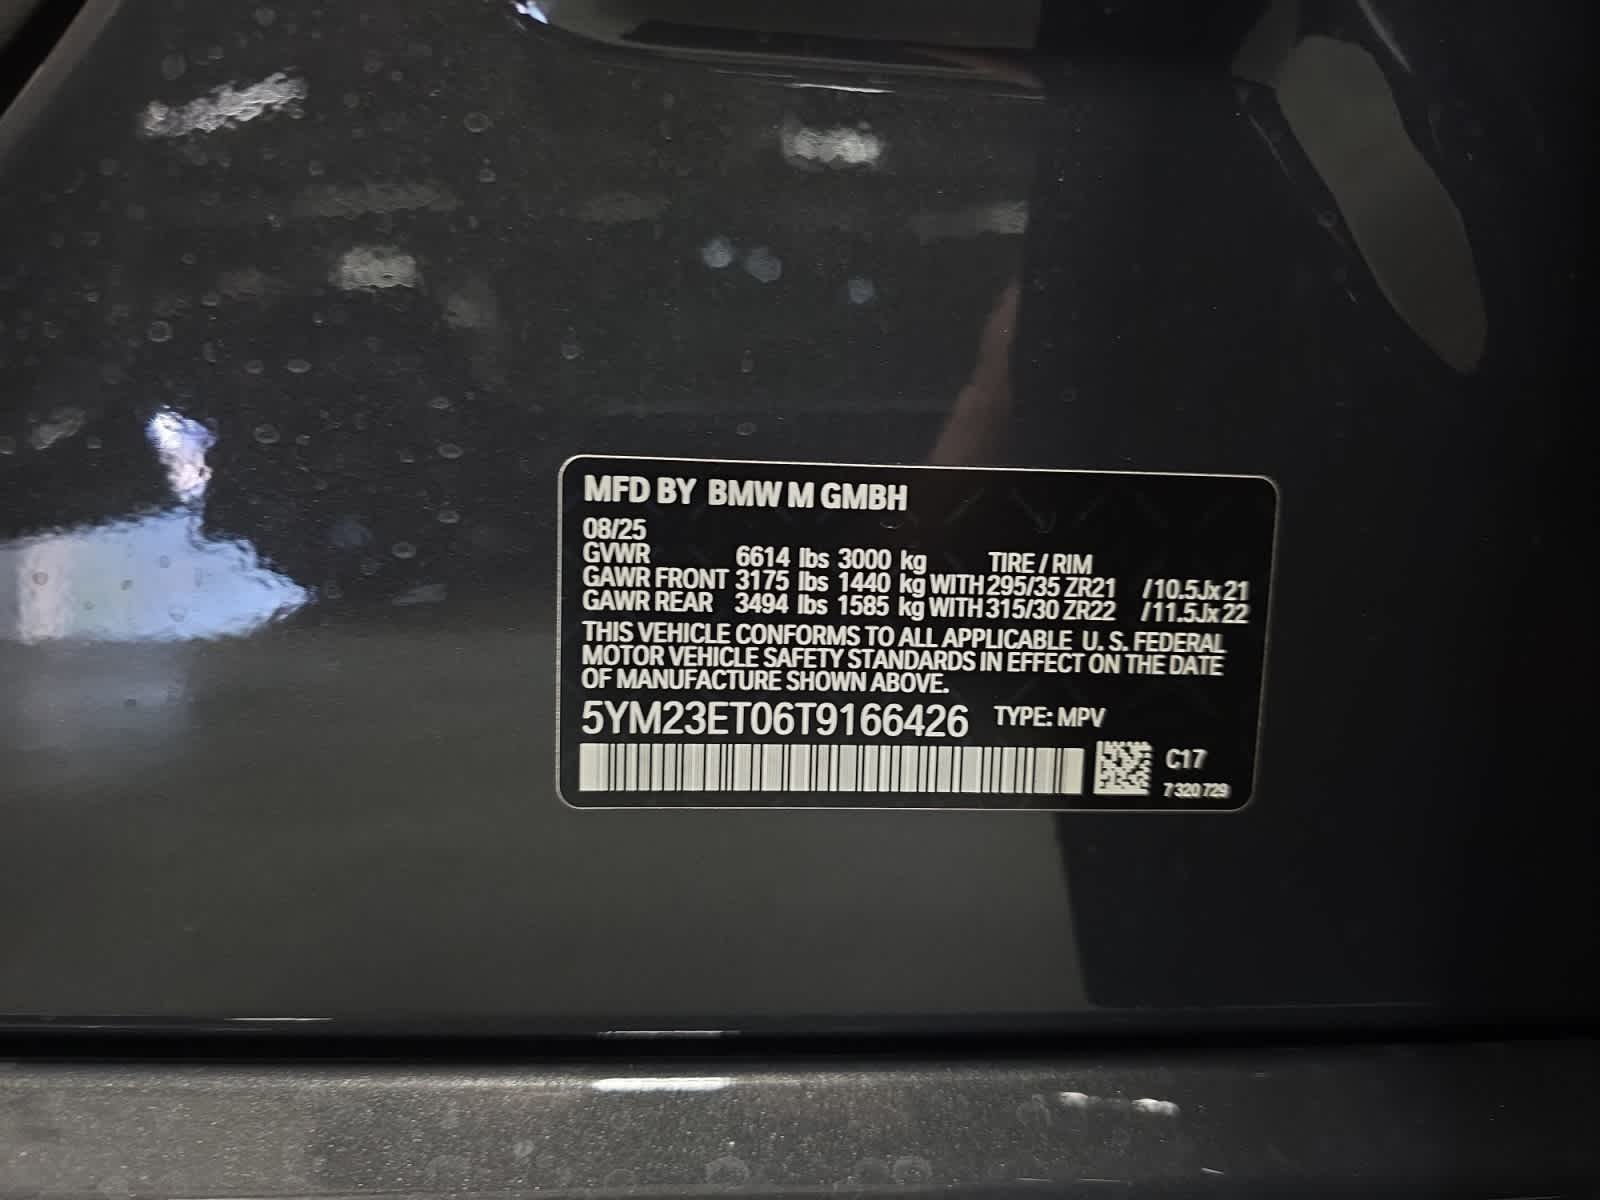 MFD BY BMW M GMBH
08/25
GVWR 6614 lbs 3000 kg TIRE / RIM
GAWR FRONT 3175 lbs 1440 kg WITH 295/35 ZR21 /10.5Jx21
GAWR REAR 3494 lbs 1585 kg WITH 315/30 ZR22 /11.5Jx 22
THIS VEHICLE CONFORMS TO ALL APPLICABLE U. S. FEDERAL
MOTOR VEHICLE SAFETY STANDARDS IN EFFECT ON THE DATE
OF MANUFACTURE SHOWN ABOVE.
5YM23ET06T9166426 TYPE: MPV
C17
7 320 729